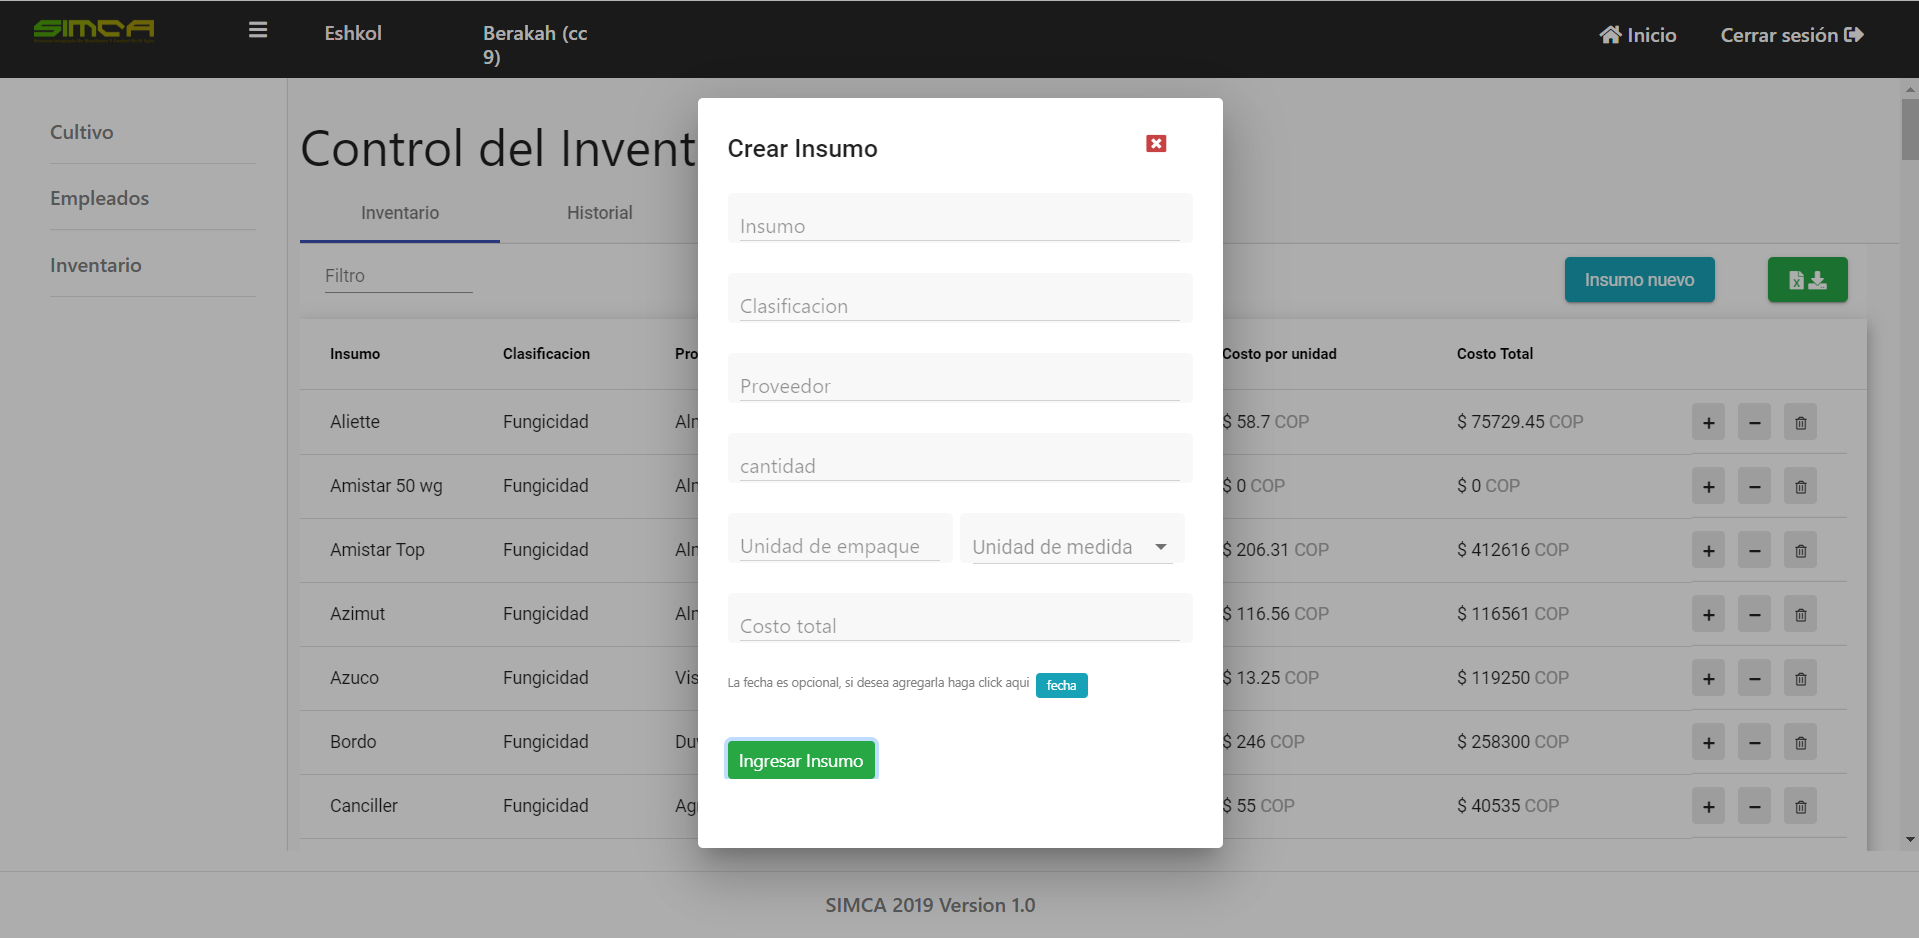 SIMCA
Eshkol
Berakah (cc
9)
Inicio
Cerrar sesión
Cultivo
Empleados
Inventario
Control del Invent
Inventario
Historial
Filtro
Insumo nuevo
Insumo
Clasificacion
Pro
Costo por unidad
Costo Total
Aliette
Fungicidad
Aln
$ 58.7 COP
$ 75729.45 COP
Amistar 50 wg
Fungicidad
Aln
$ 0 COP
$ 0 COP
Amistar Top
Fungicidad
Aln
$ 206.31 COP
$ 412616 COP
Azimut
Fungicidad
Aln
$ 116.56 COP
$ 116561 COP
Azuco
Fungicidad
Vis
$ 13.25 COP
$ 119250 COP
Bordo
Fungicidad
Duv
$ 246 COP
$ 258300 COP
Canciller
Fungicidad
Ag
$ 55 COP
$ 40535 COP
Crear Insumo
Insumo
Clasificacion
Proveedor
cantidad
Unidad de empaque
Unidad de medida
Costo total
La fecha es opcional, si desea agregarla haga click aqui
fecha
Ingresar Insumo
SIMCA 2019 Version 1.0